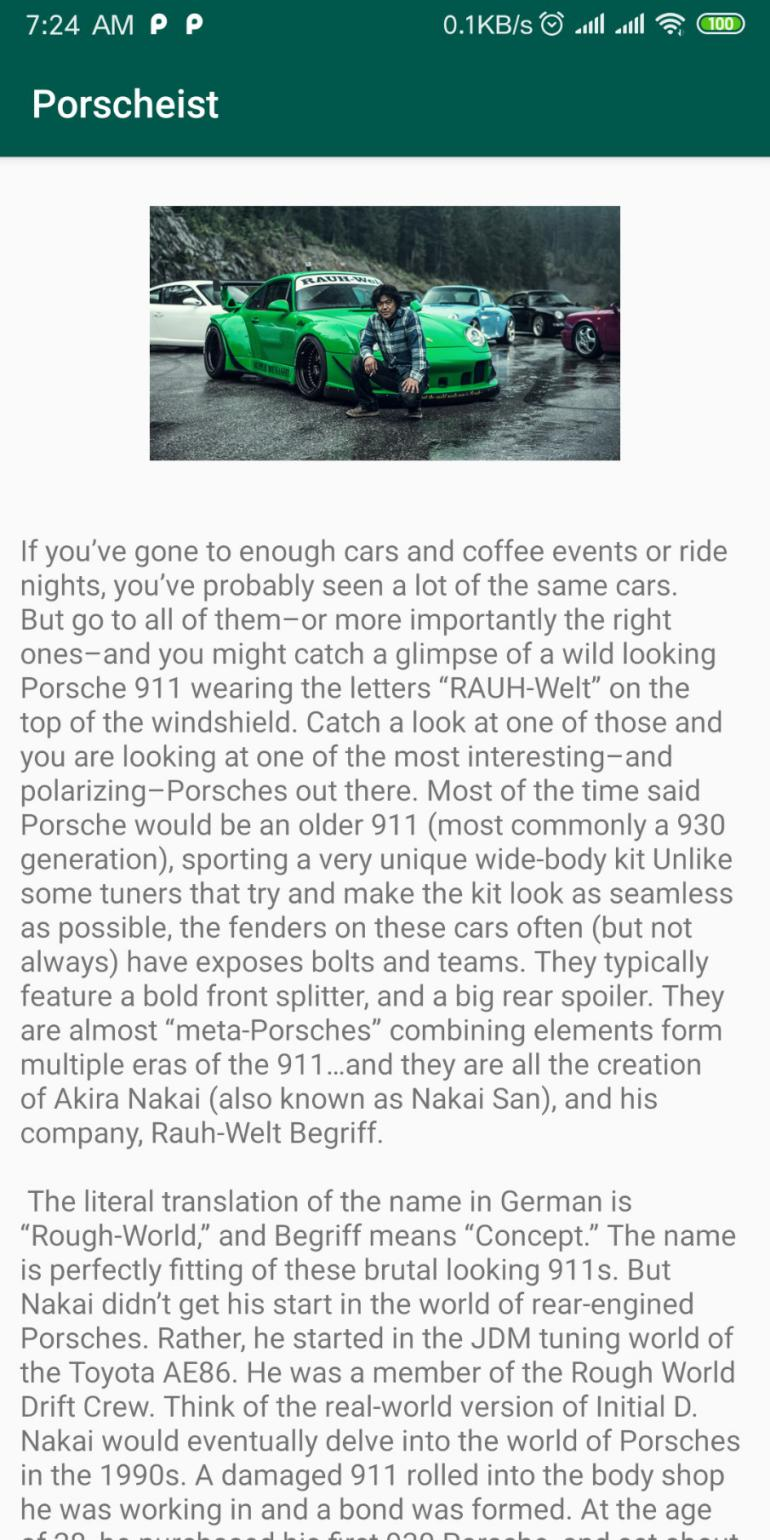 7:24 AM
0.1KB/s
100
Porscheist
RAUH-Wel
If you’ve gone to enough cars and coffee events or ride
nights, you’ve probably seen a lot of the same cars.
But go to all of them–or more importantly the right
ones–and you might catch a glimpse of a wild looking
Porsche 911 wearing the letters “RAUH-Welt” on the
top of the windshield. Catch a look at one of those and
you are looking at one of the most interesting–and
polarizing–Porsches out there. Most of the time said
Porsche would be an older 911 (most commonly a 930
generation), sporting a very unique wide-body kit Unlike
some tuners that try and make the kit look as seamless
as possible, the fenders on these cars often (but not
always) have exposes bolts and teams. They typically
feature a bold front splitter, and a big rear spoiler. They
are almost “meta-Porsches” combining elements form
multiple eras of the 911…and they are all the creation
of Akira Nakai (also known as Nakai San), and his
company, Rauh-Welt Begriff.
The literal translation of the name in German is
“Rough-World,” and Begriff means “Concept.” The name
is perfectly fitting of these brutal looking 911s. But
Nakai didn’t get his start in the world of rear-engined
Porsches. Rather, he started in the JDM tuning world of
the Toyota AE86. He was a member of the Rough World
Drift Crew. Think of the real-world version of Initial D.
Nakai would eventually delve into the world of Porsches
in the 1990s. A damaged 911 rolled into the body shop
he was working in and a bond was formed. At the age
of 28, he purchased his first 930 Porsche, and set about